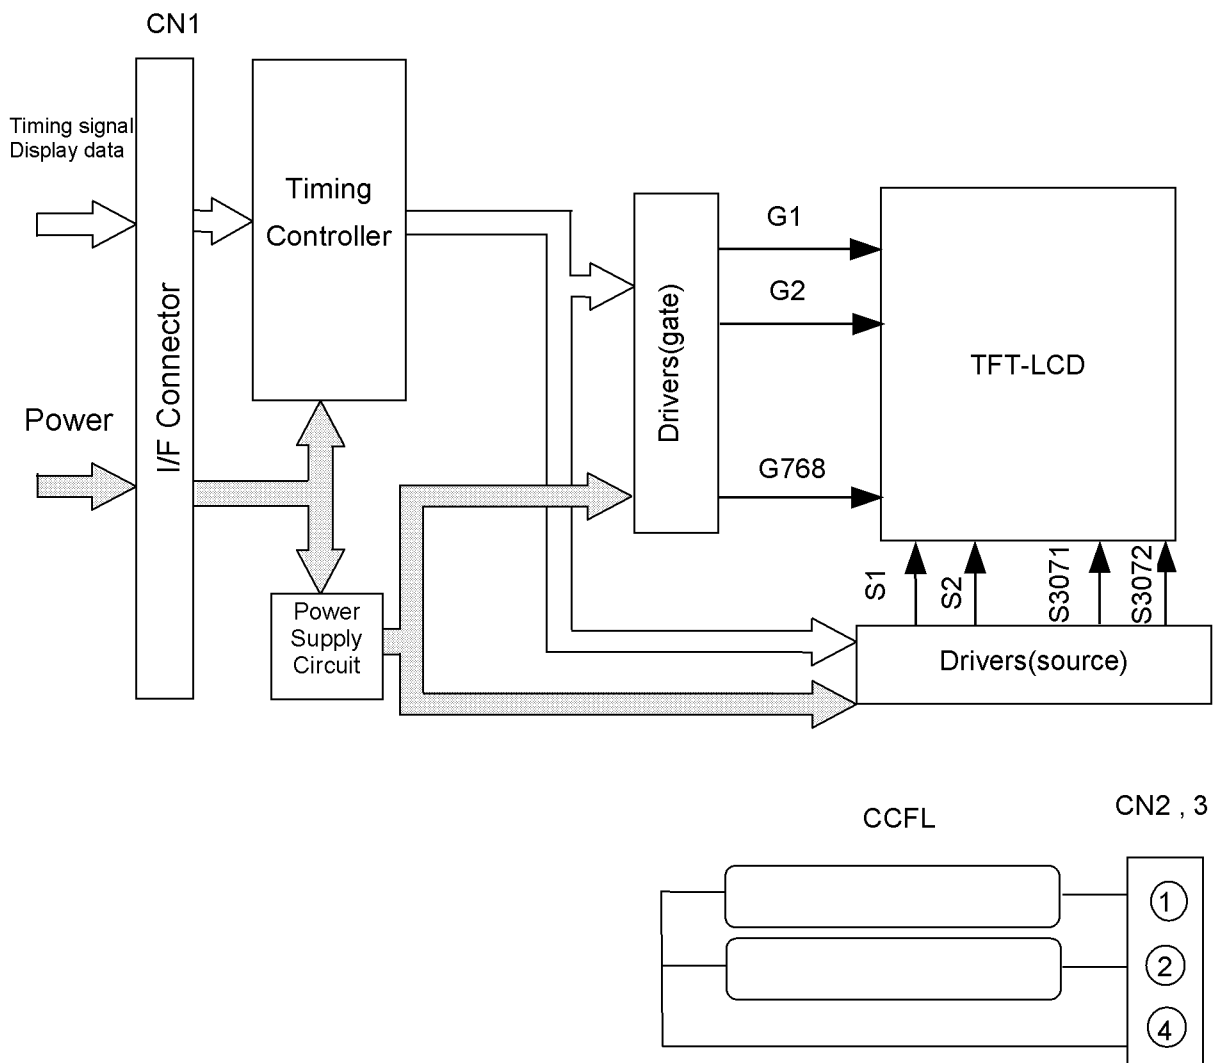 CN1
Timing signal
Display data
Power
I/F Connector
Timing
Controller
Power
Supply
Circuit
Drivers(gate)
G1
G2
G768
TFT-LCD
S1
S2
S3071
S3072
Drivers(source)
CCFL
CN2 , 3
1
2
4